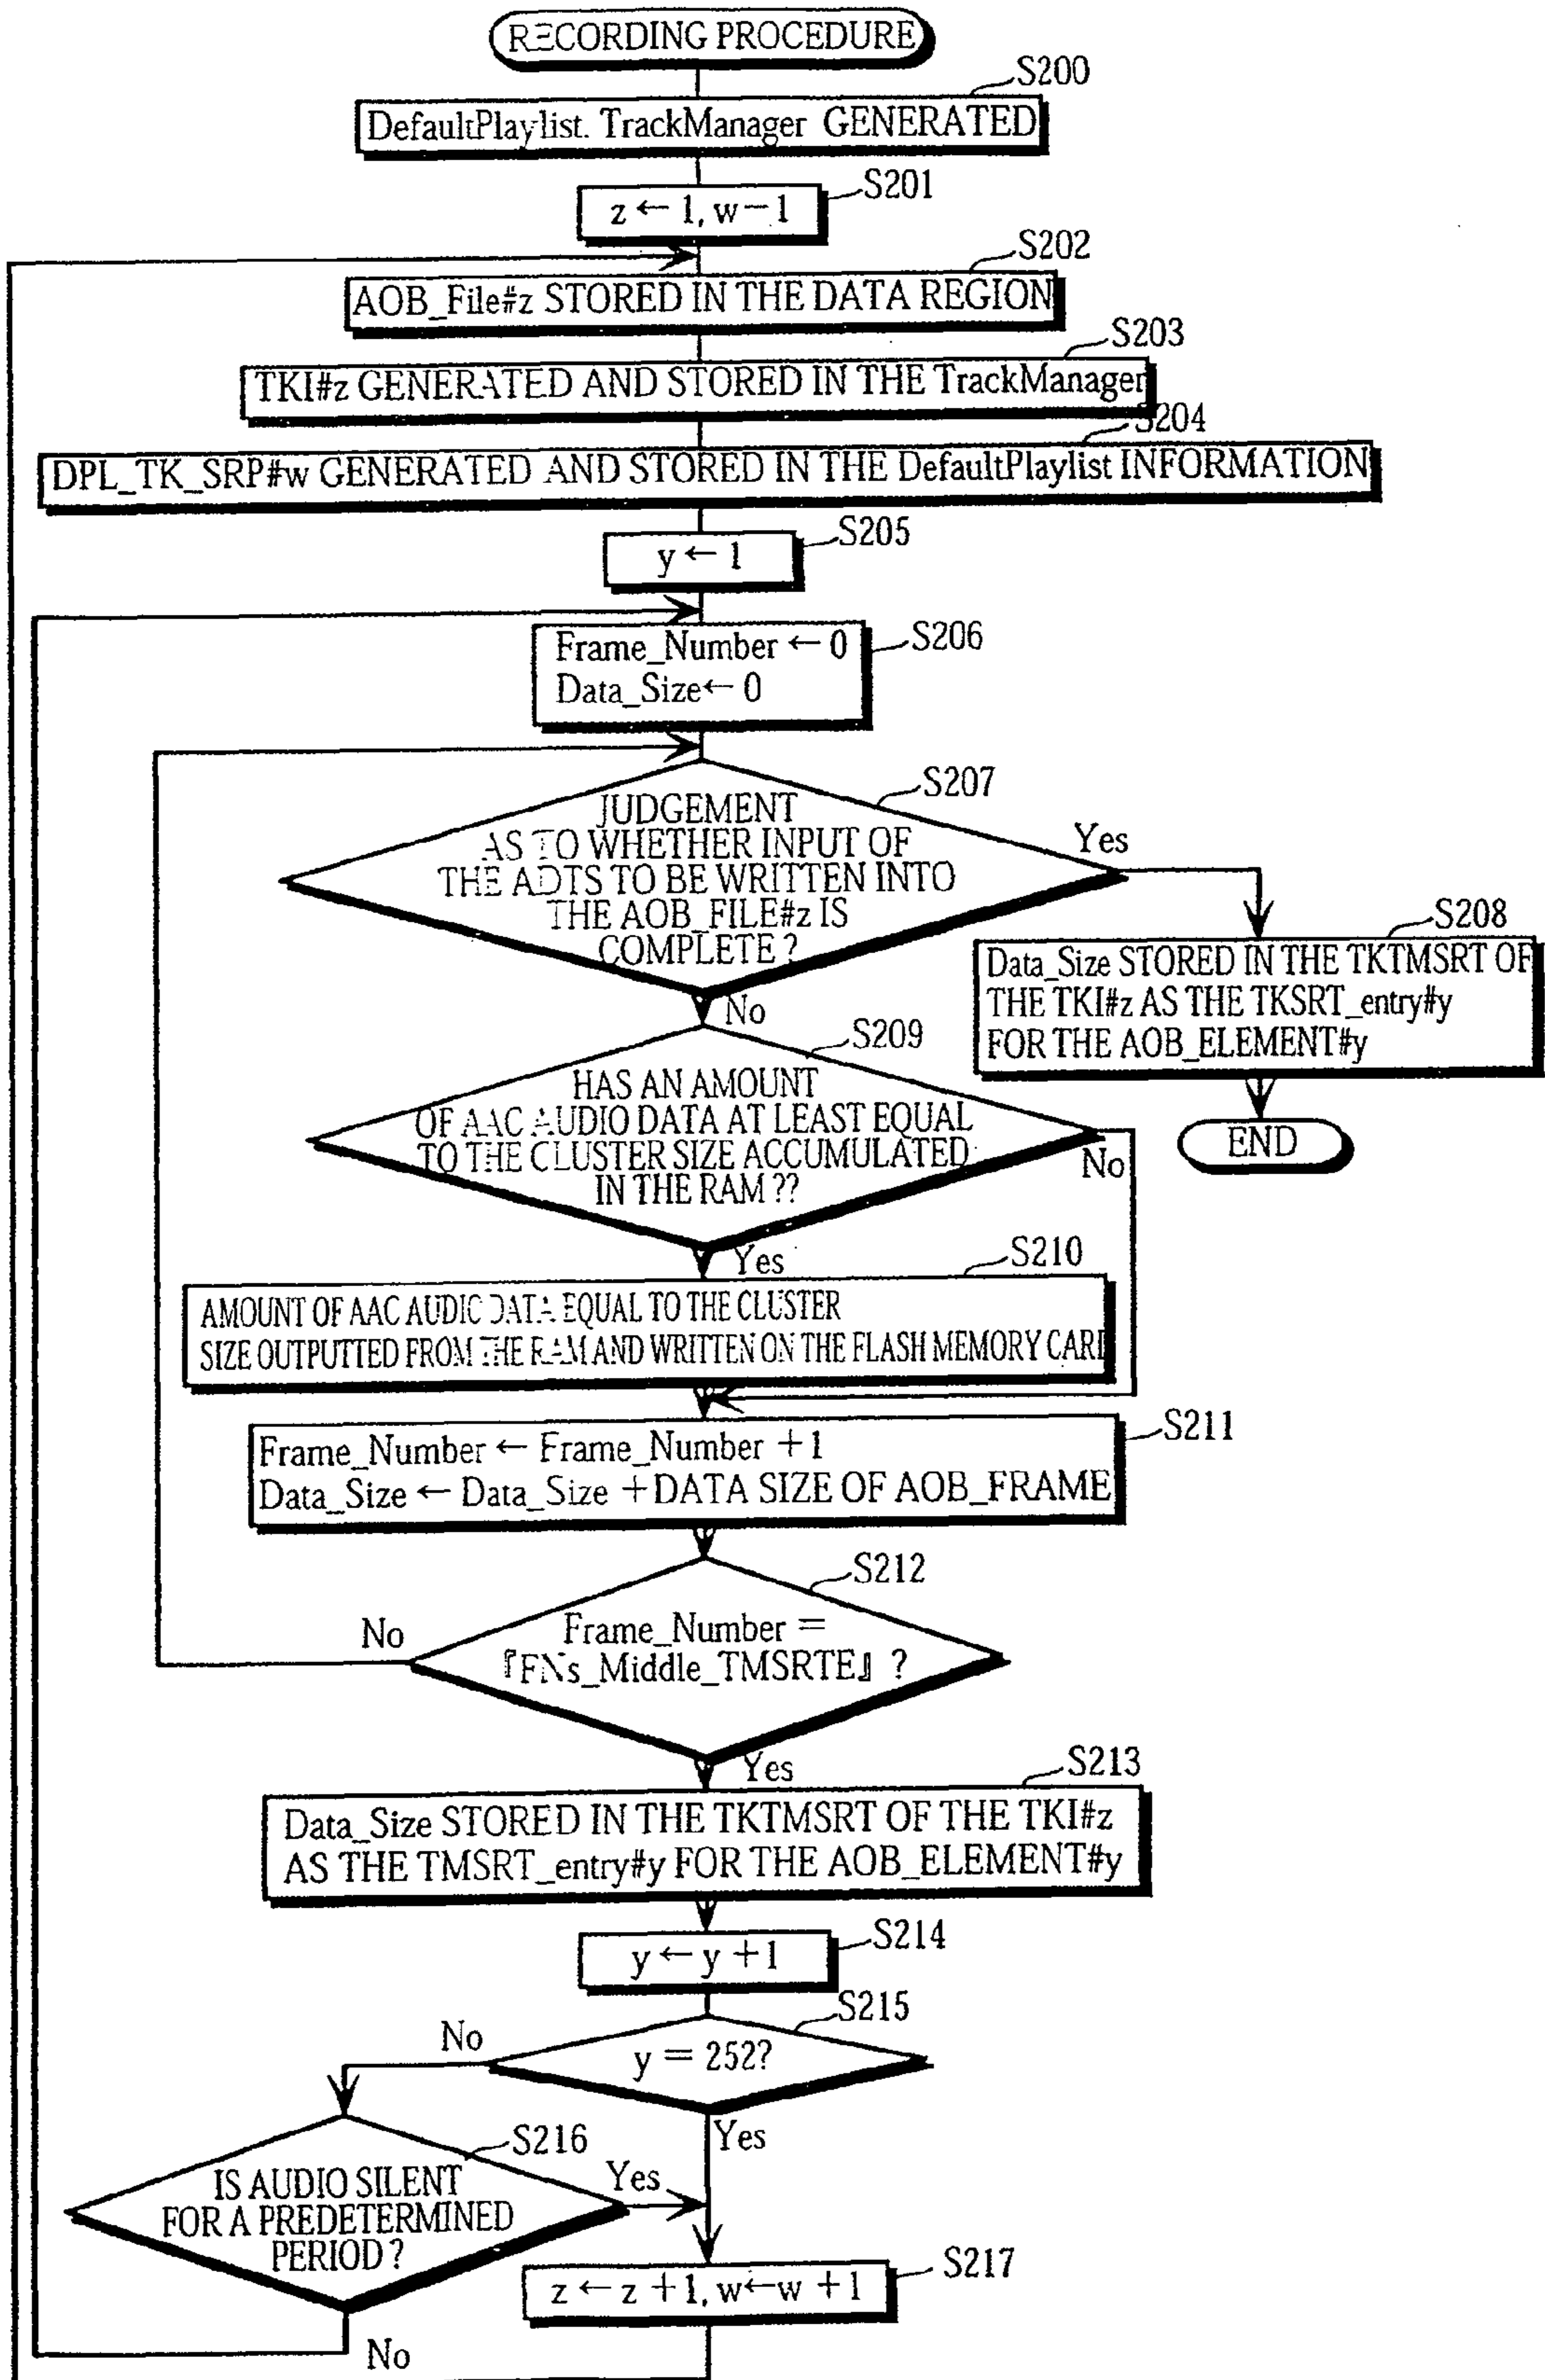 RECORDING PROCEDURE
S200
DefaultPlaylist. TrackManager GENERATED
S201
z ← 1, w－1
S202
AOB_File#z STORED IN THE DATA REGION
S203
TKI#z GENERATED AND STORED IN THE TrackManager
S204
DPL_TK_SRP#w GENERATED AND STORED IN THE DefaultPlaylist INFORMATION
S205
y ← 1
S206
Frame_Number ← 0
Data_Size← 0
S207
JUDGEMENT
AS TO WHETHER INPUT OF
THE ADTS TO BE WRITTEN INTO
THE AOB_FILE#z IS
COMPLETE ?
Yes
No
S208
Data_Size STORED IN THE TKTMSRT OF
THE TKI#z AS THE TKSRT_entry#y
FOR THE AOB_ELEMENT#y
END
S209
HAS AN AMOUNT
OF AAC AUDIO DATA AT LEAST EQUAL
TO THE CLUSTER SIZE ACCUMULATED
IN THE RAM ??
No
Yes
S210
AMOUNT OF AAC AUDIO DATA EQUAL TO THE CLUSTER
SIZE OUTPUTTED FROM THE RAM AND WRITTEN ON THE FLASH MEMORY CARD
S211
Frame_Number ← Frame_Number +1
Data_Size ← Data_Size +DATA SIZE OF AOB_FRAME
S212
Frame_Number =
『FNs_Middle_TMSRTE』 ?
No
Yes
S213
Data_Size STORED IN THE TKTMSRT OF THE TKI#z
AS THE TMSRT_entry#y FOR THE AOB_ELEMENT#y
S214
y ← y +1
S215
y = 252?
No
Yes
S216
IS AUDIO SILENT
FOR A PREDETERMINED
PERIOD ?
Yes
No
S217
z ← z +1, w←w +1